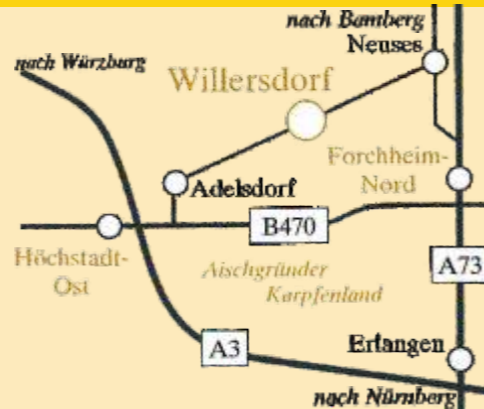 nach Bamberg
Neuses
nach Würzburg
Willersdorf
Forchheim-
Nord
Adelsdorf
B470
Höchstadt-
Ost
Aischgründer
Karpfenland
A73
A3
Erlangen
nach Nürnberg